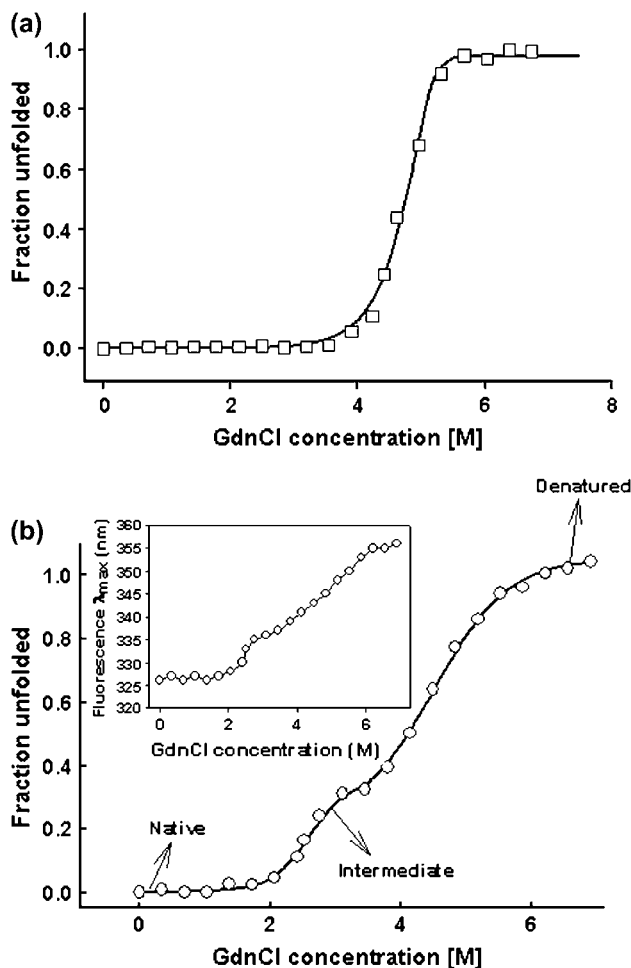 (a)
Fraction unfolded
1.0
0.8
0.6
0.4
0.2
0.0
0 2 4 6 8
GdnCl concentration [M]
(b)
Fraction unfolded
1.0
0.8
0.6
0.4
0.2
0.0
Denatured
Fluorescence λmax (nm)
360
355
350
345
340
335
330
325
320
0 2 4 6
GdnCl concentration (M)
Native
Intermediate
0 2 4 6
GdnCl concentration [M]